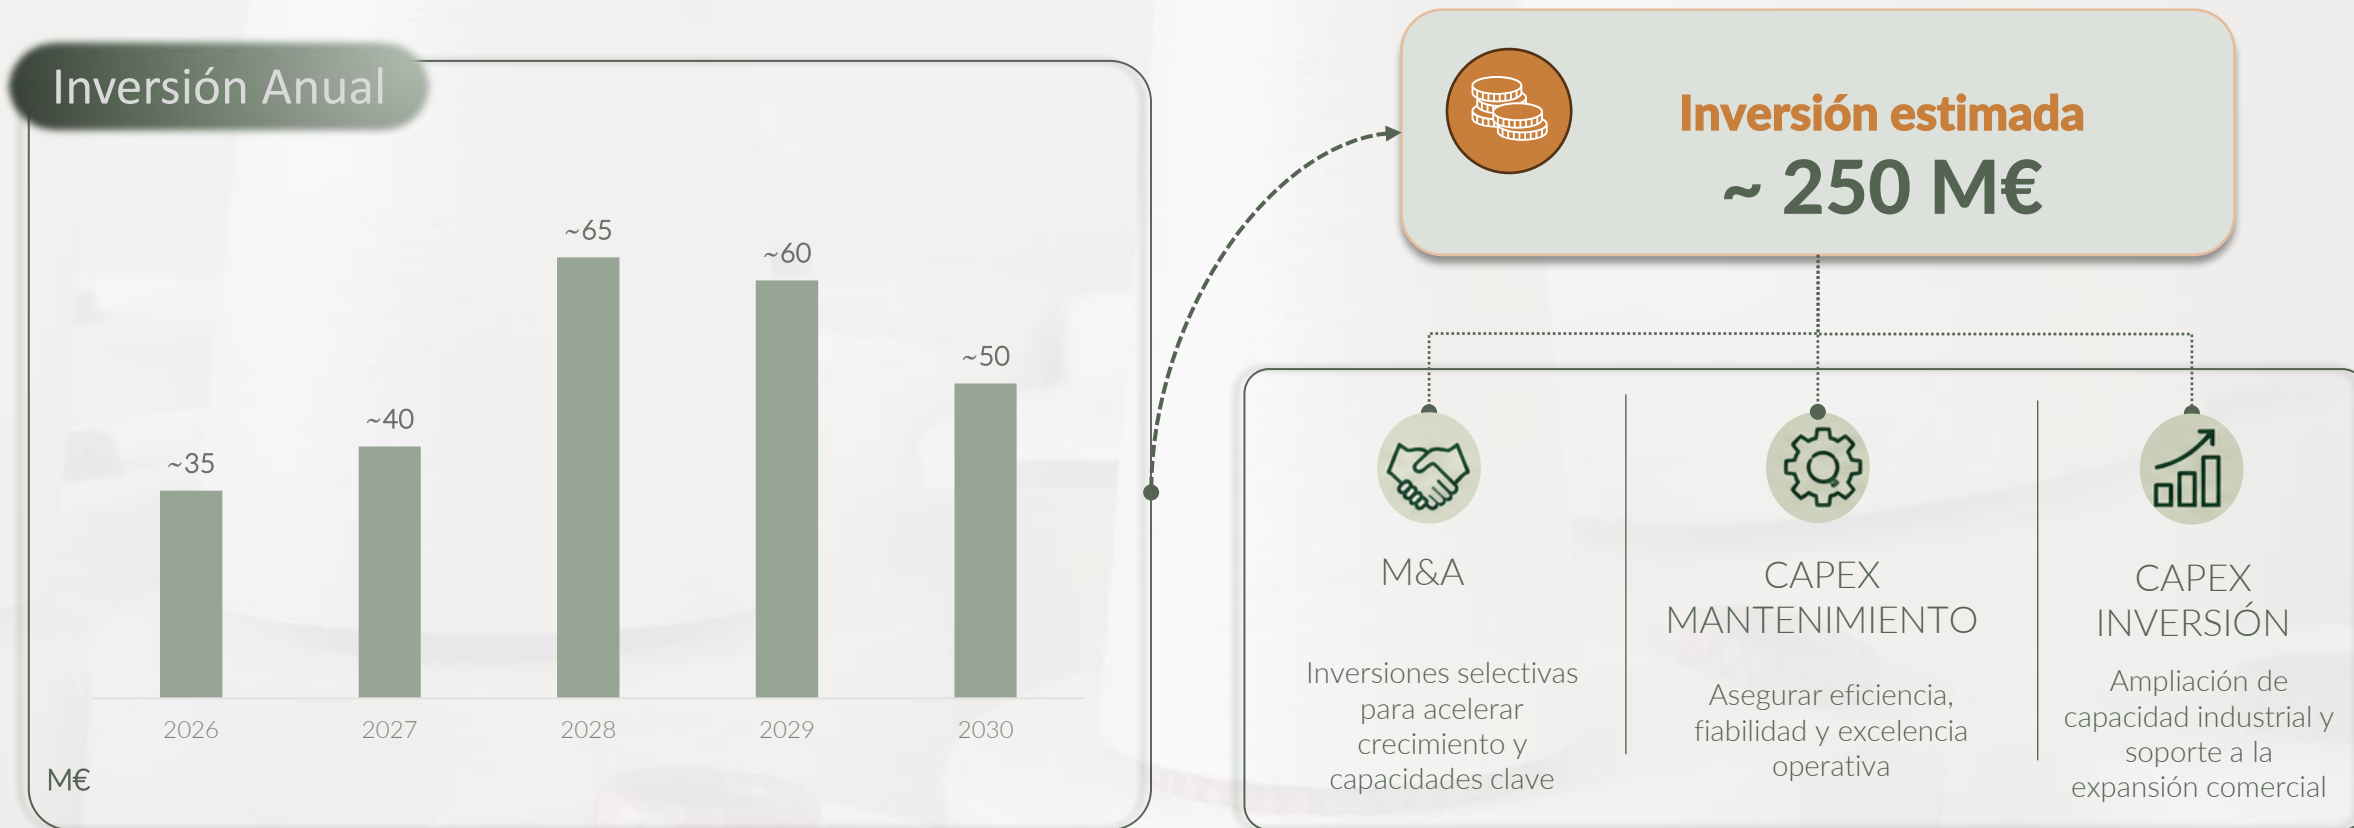 Inversión Anual
~35
~40
~65
~60
~50
2026
2027
2028
2029
2030
M€
Inversión estimada
~ 250 M€
M&A
Inversiones selectivas
para acelerar
crecimiento y
capacidades clave
CAPEX
MANTENIMIENTO
Asegurar eficiencia,
fiabilidad y excelencia
operativa
CAPEX
INVERSIÓN
Ampliación de
capacidad industrial y
soporte a la
expansión comercial